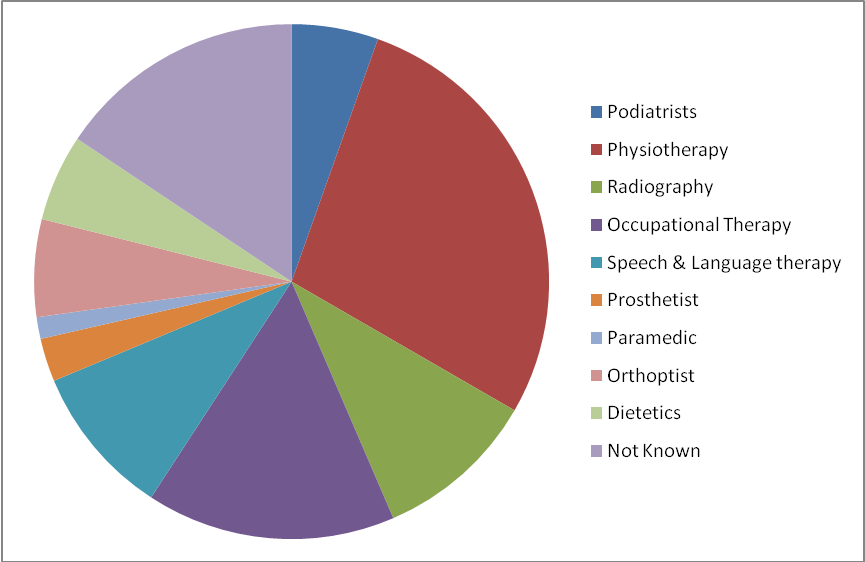 Podiatrists
Physiotherapy
Radiography
Occupational Therapy
Speech & Language therapy
Prosthetist
Paramedic
Orthoptist
Dietetics
Not Known